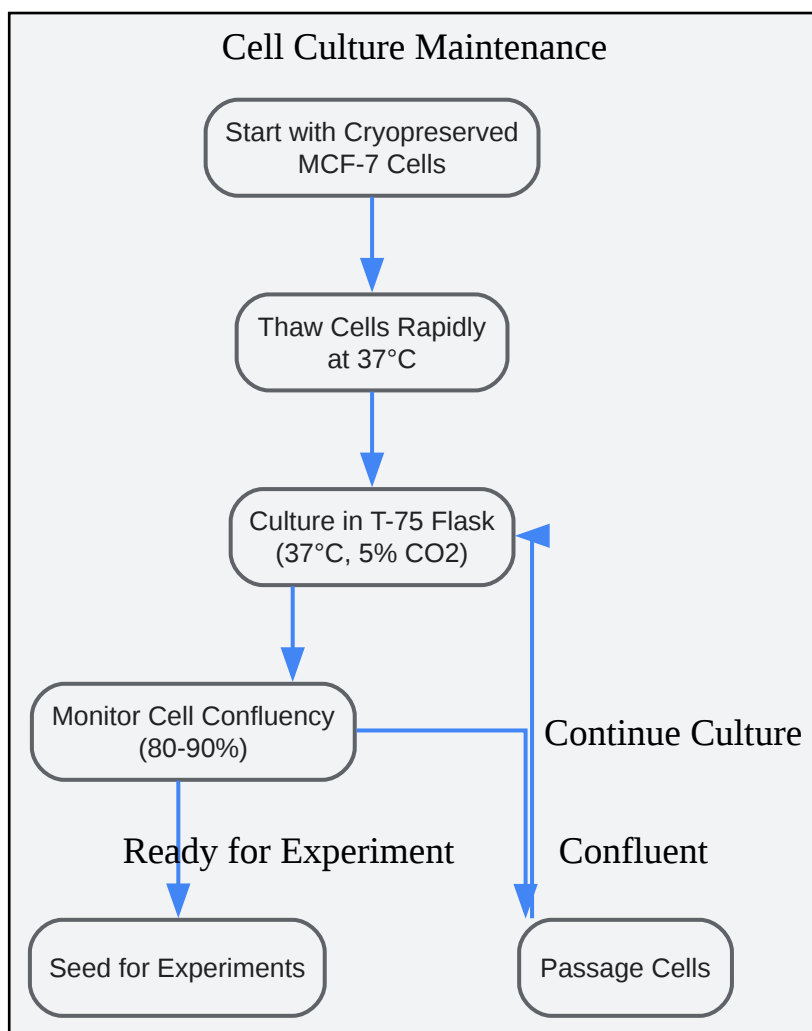 Cell Culture Maintenance
Start with Cryopreserved
MCF-7 Cells
Thaw Cells Rapidly
at 37°C
Culture in T-75 Flask
(37°C, 5% CO2)
Monitor Cell Confluency
(80-90%)
Continue Culture
Ready for Experiment
Confluent
Seed for Experiments
Passage Cells